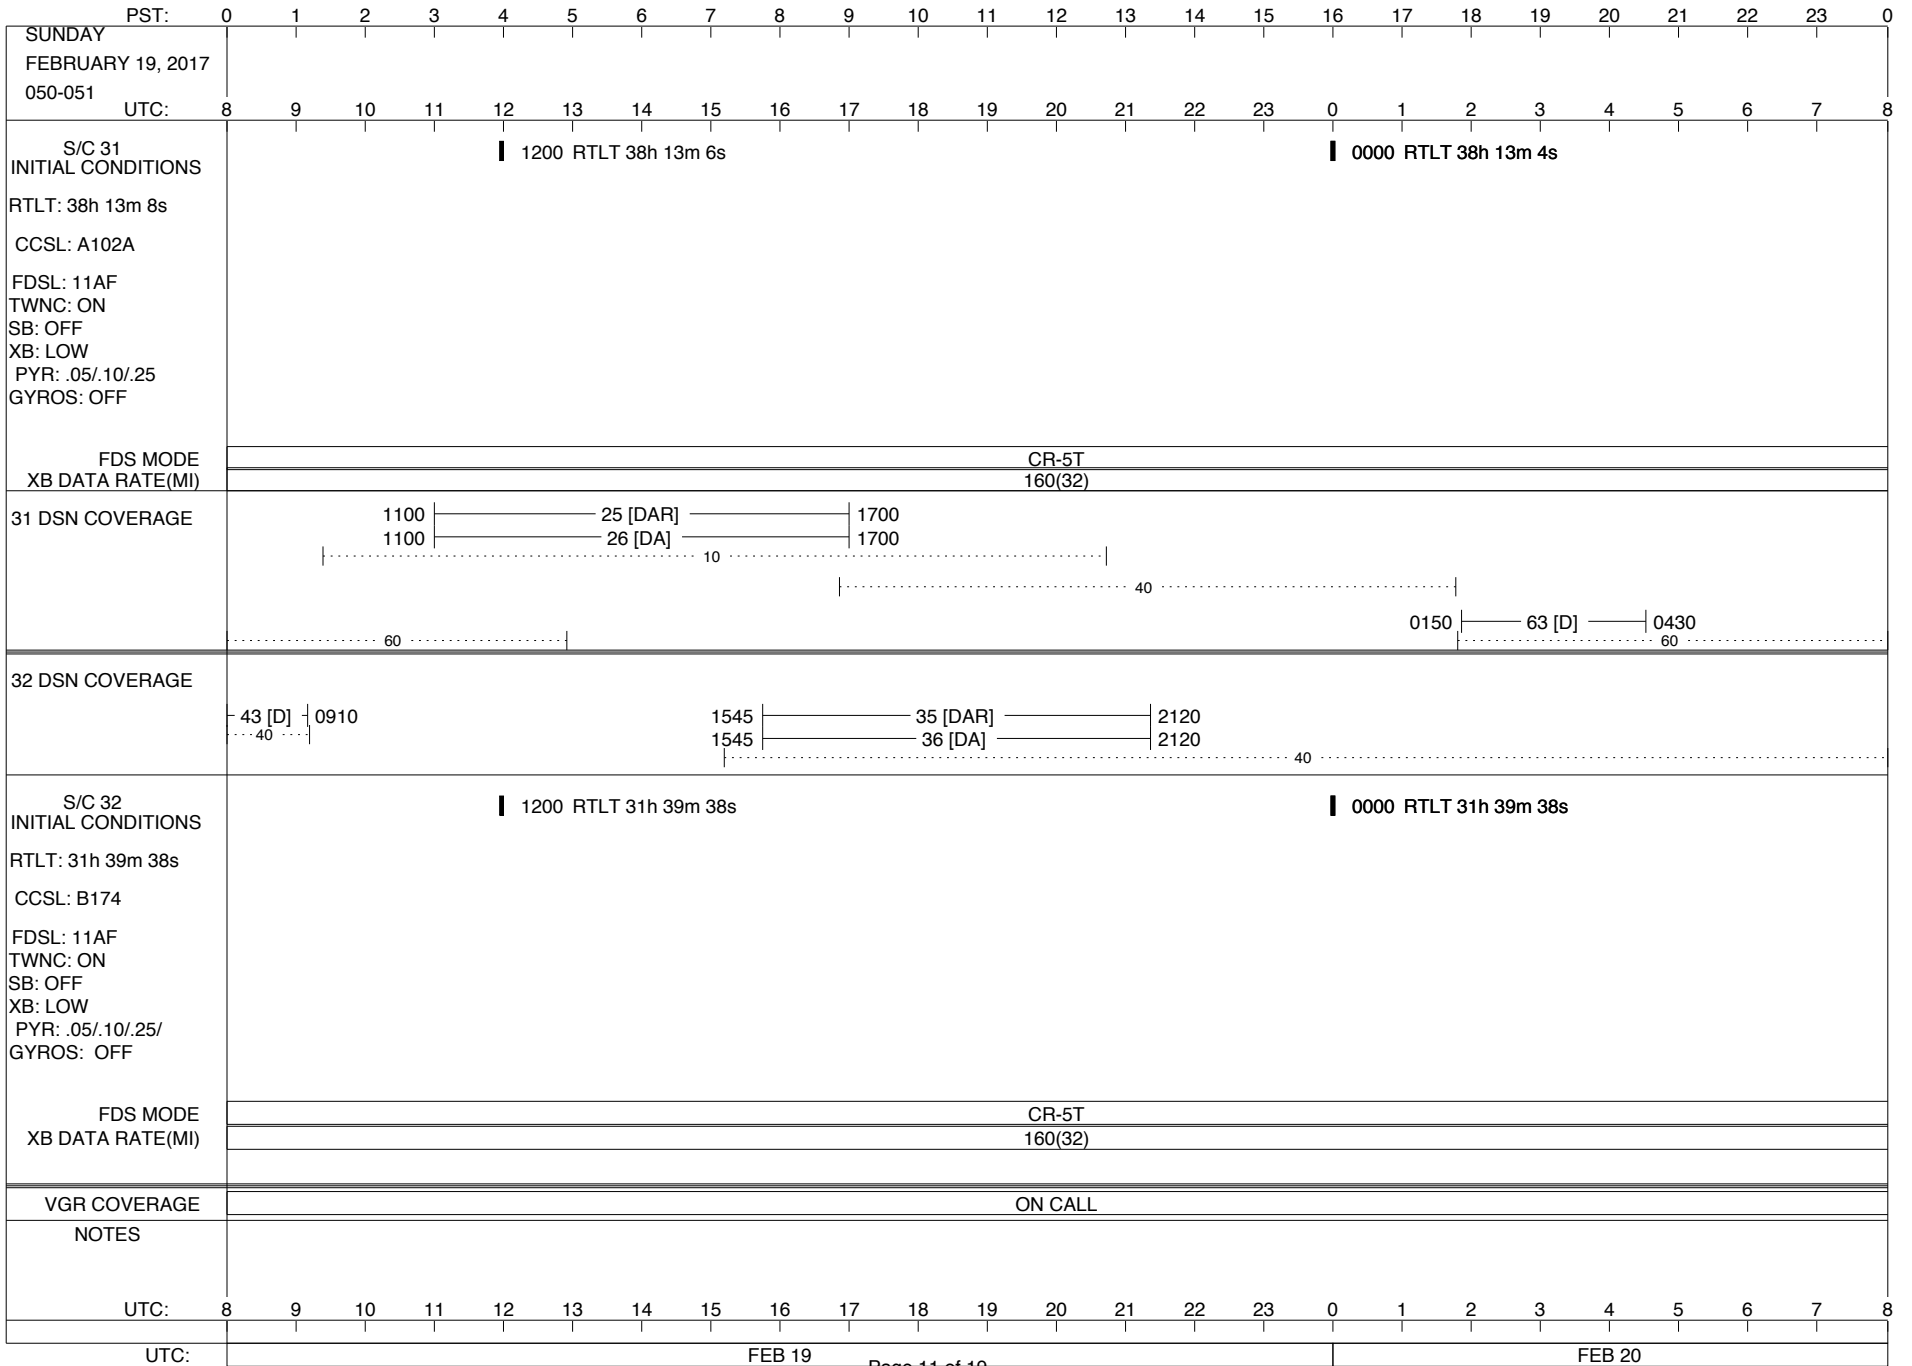 PST: 0 1 2 3 4 5 6 7 8 9 10 11 12 13 14 15 16 17 18 19 20 21 22 23 0
SUNDAY
FEBRUARY 19, 2017
050-051
UTC: 8 9 10 11 12 13 14 15 16 17 18 19 20 21 22 23 0 1 2 3 4 5 6 7 8
S/C 31
INITIAL CONDITIONS
1200 RTLT 38h 13m 6s
0000 RTLT 38h 13m 4s
RTLT: 38h 13m 8s
CCSL: A102A
FDSL: 11AF
TWNC: ON
SB: OFF
XB: LOW
PYR: .05/.10/.25
GYROS: OFF
FDS MODE CR-5T
XB DATA RATE(MI) 160(32)
31 DSN COVERAGE
1100 25 [DAR] 1700
1100 26 [DA] 1700
10
40
0150 63 [D] 0430
60 60
32 DSN COVERAGE
43 [D] 0910 1545 35 [DAR] 2120
40 1545 36 [DA] 2120
40
S/C 32
INITIAL CONDITIONS
1200 RTLT 31h 39m 38s
0000 RTLT 31h 39m 38s
RTLT: 31h 39m 38s
CCSL: B174
FDSL: 11AF
TWNC: ON
SB: OFF
XB: LOW
PYR: .05/.10/.25/
GYROS: OFF
FDS MODE CR-5T
XB DATA RATE(MI) 160(32)
VGR COVERAGE ON CALL
NOTES
UTC: 8 9 10 11 12 13 14 15 16 17 18 19 20 21 22 23 0 1 2 3 4 5 6 7 8
UTC: FEB 19 FEB 20
Page 11 of